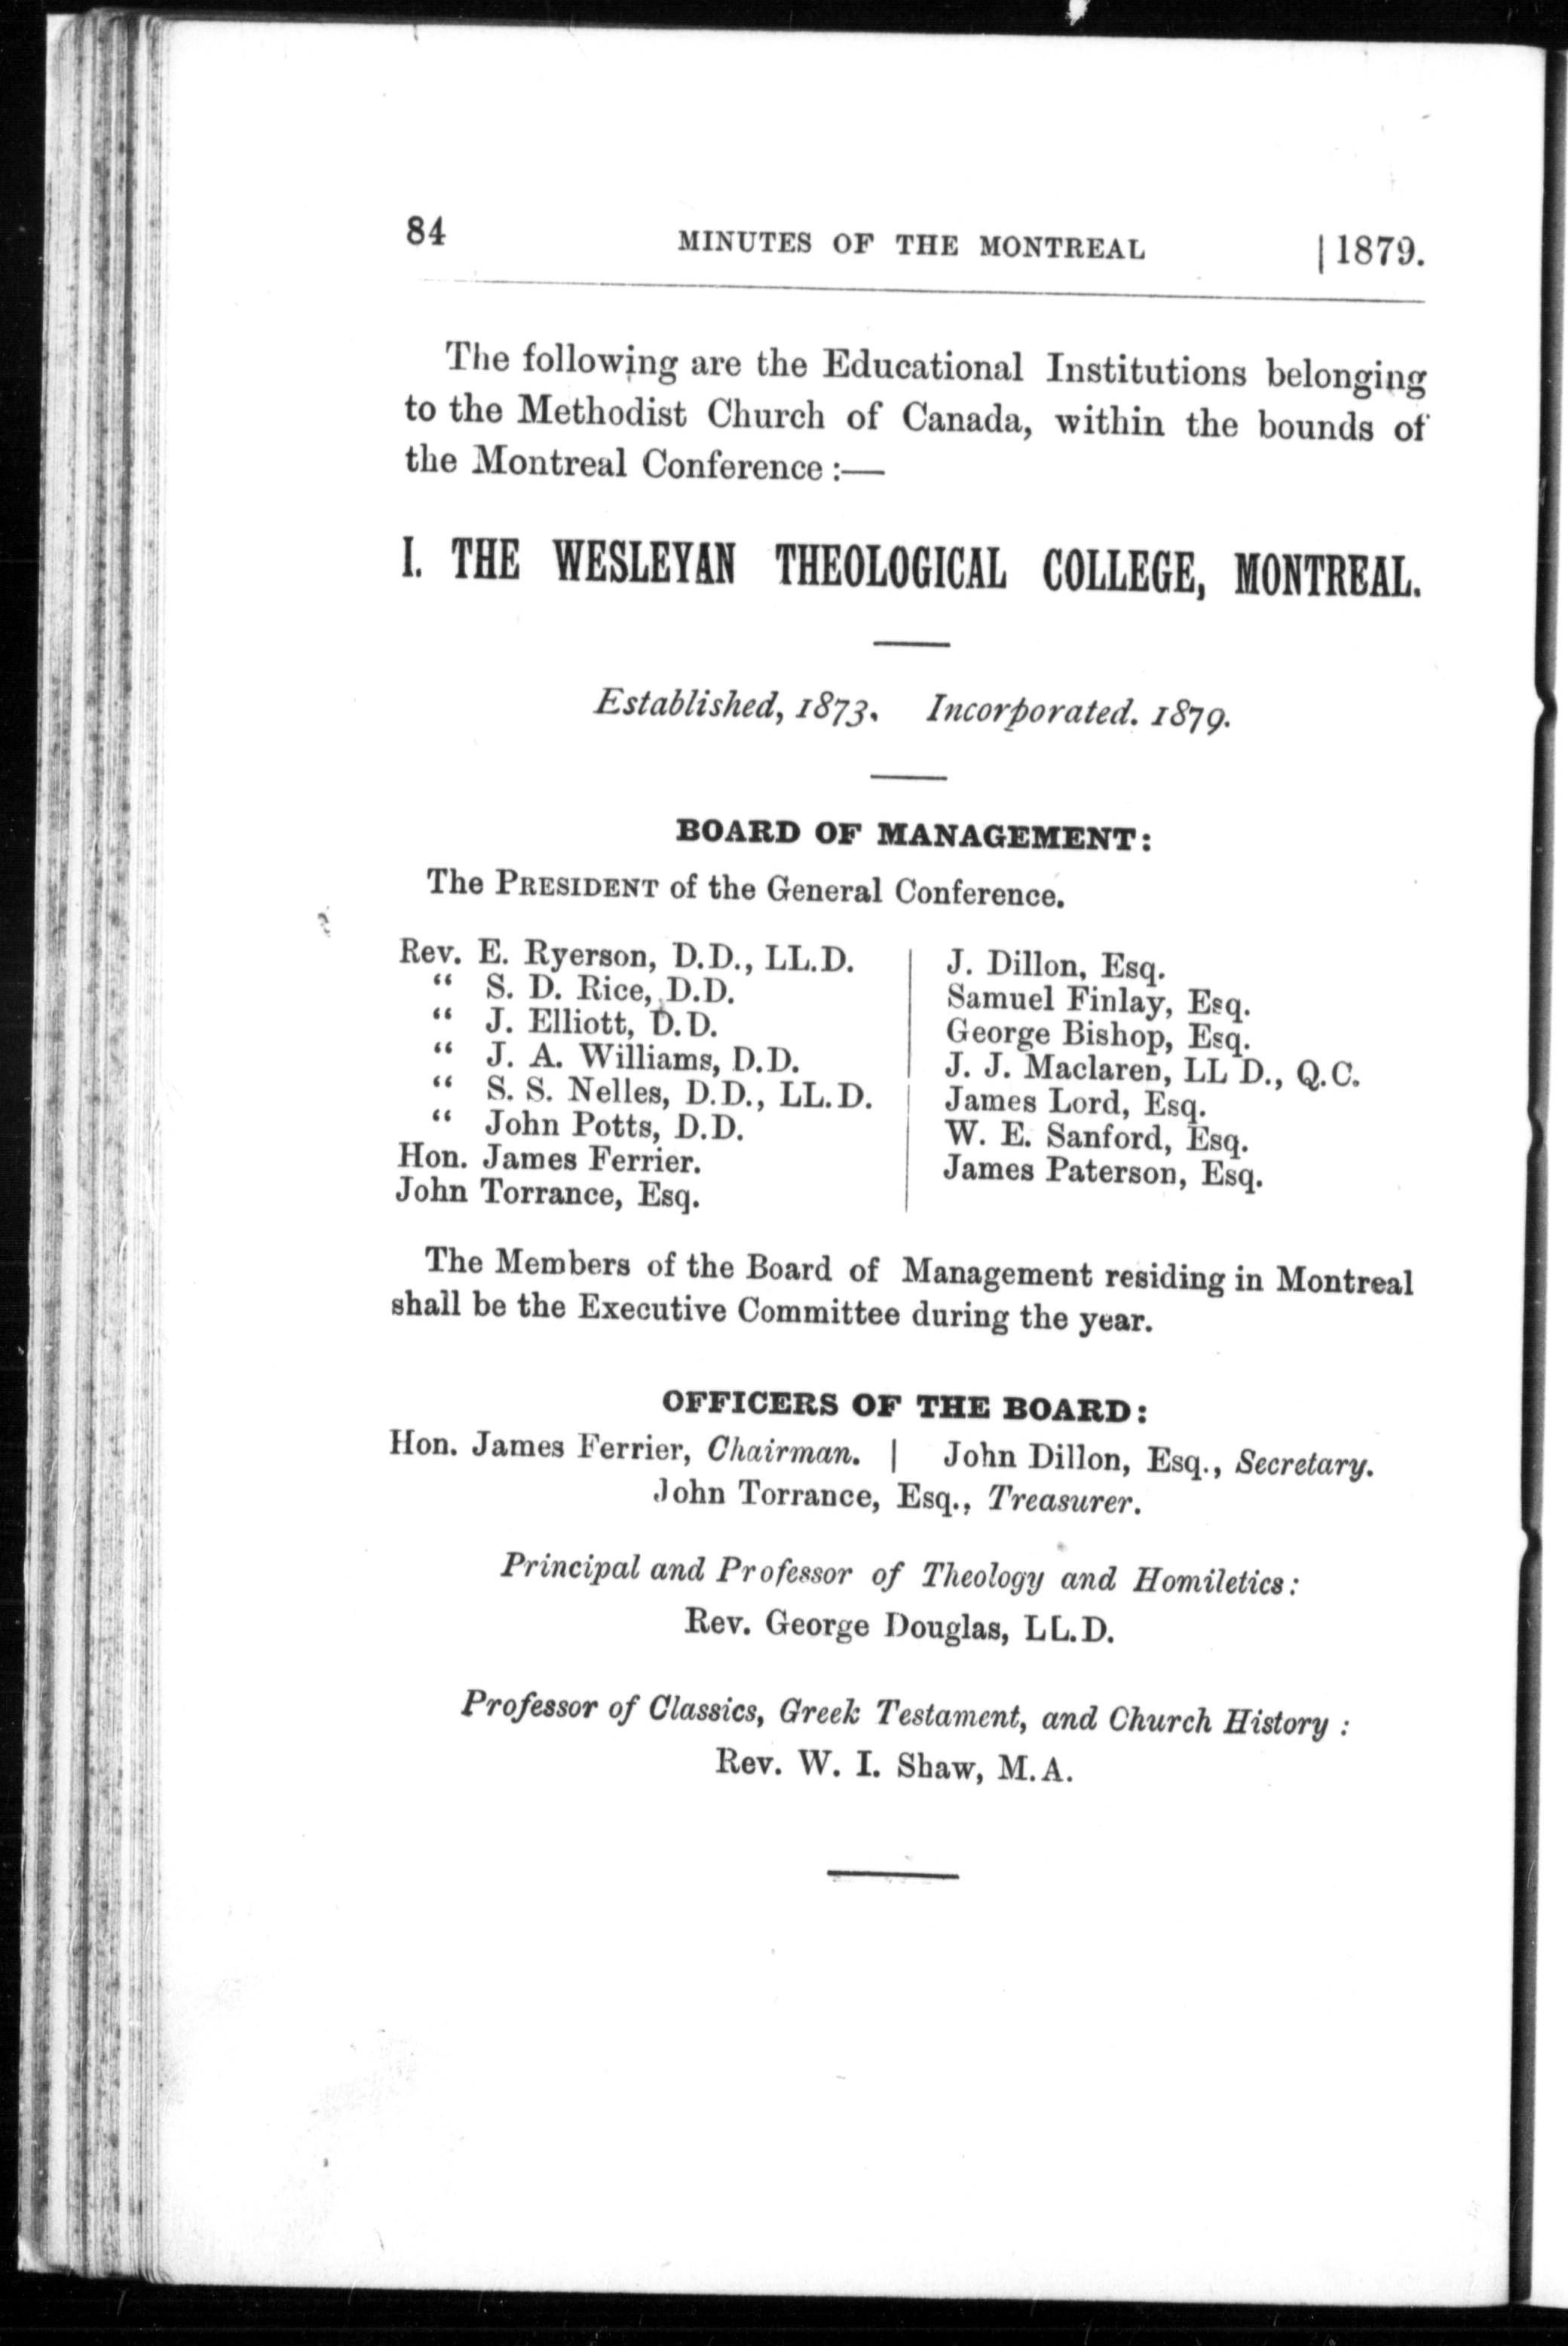 84 MINUTES OF THE MONTREAL | 1879.
The following are the Educational Institutions belonging
to the Methodist Church of Canada, within the bounds of
the Montreal Conference :—
I. THE WESLEYAN THEOLOGICAL COLLEGE, MONTREAL.
Established, 1873. Incorporated. 1879.
BOARD OF MANAGEMENT:
The PRESIDENT of the General Conference.
Rev. E. Ryerson, D.D., LL.D.
“ S. D. Rice, D.D.
“ J. Elliott, D.D.
“ J. A. Williams, D.D.
“ S. S. Nelles, D.D., LL.D.
“ John Potts, D.D.
Hon. James Ferrier.
John Torrance, Esq.
J. Dillon, Esq.
Samuel Finlay, Esq.
George Bishop, Esq.
J. J. Maclaren, LL D., Q.C.
James Lord, Esq.
W. E. Sanford, Esq.
James Paterson, Esq.
The Members of the Board of Management residing in Montreal
shall be the Executive Committee during the year.
OFFICERS OF THE BOARD:
Hon. James Ferrier, Chairman. | John Dillon, Esq., Secretary.
John Torrance, Esq., Treasurer.
Principal and Professor of Theology and Homiletics:
Rev. George Douglas, LL.D.
Professor of Classics, Greek Testament, and Church History :
Rev. W. I. Shaw, M.A.